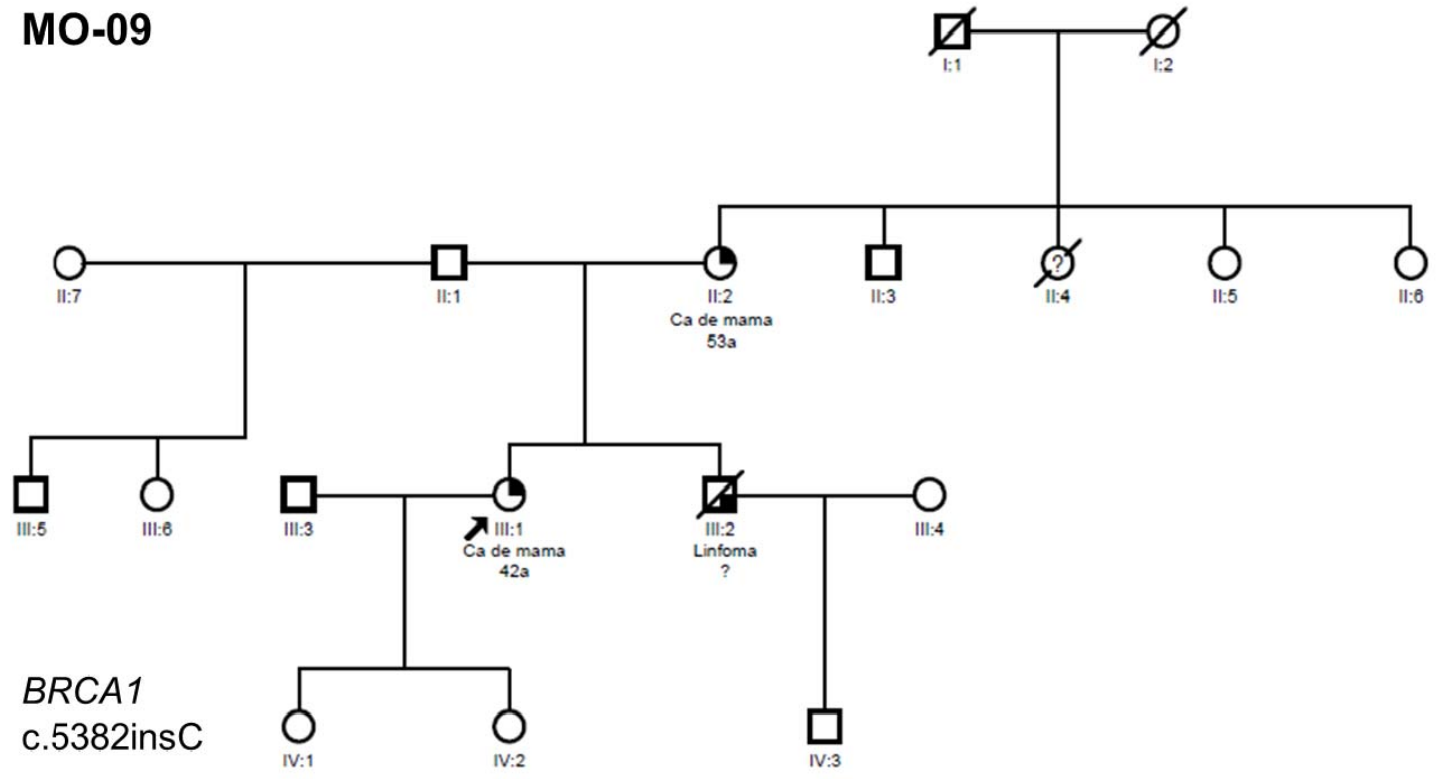 MO-09
I:1
I:2
II:7
II:1
II:2
Ca de mama
53a
II:3
?
II:4
II:5
II:6
III:5
III:6
III:3
III:1
Ca de mama
42a
III:2
Linfoma
?
III:4
BRCA1
c.5382insC
IV:1
IV:2
IV:3